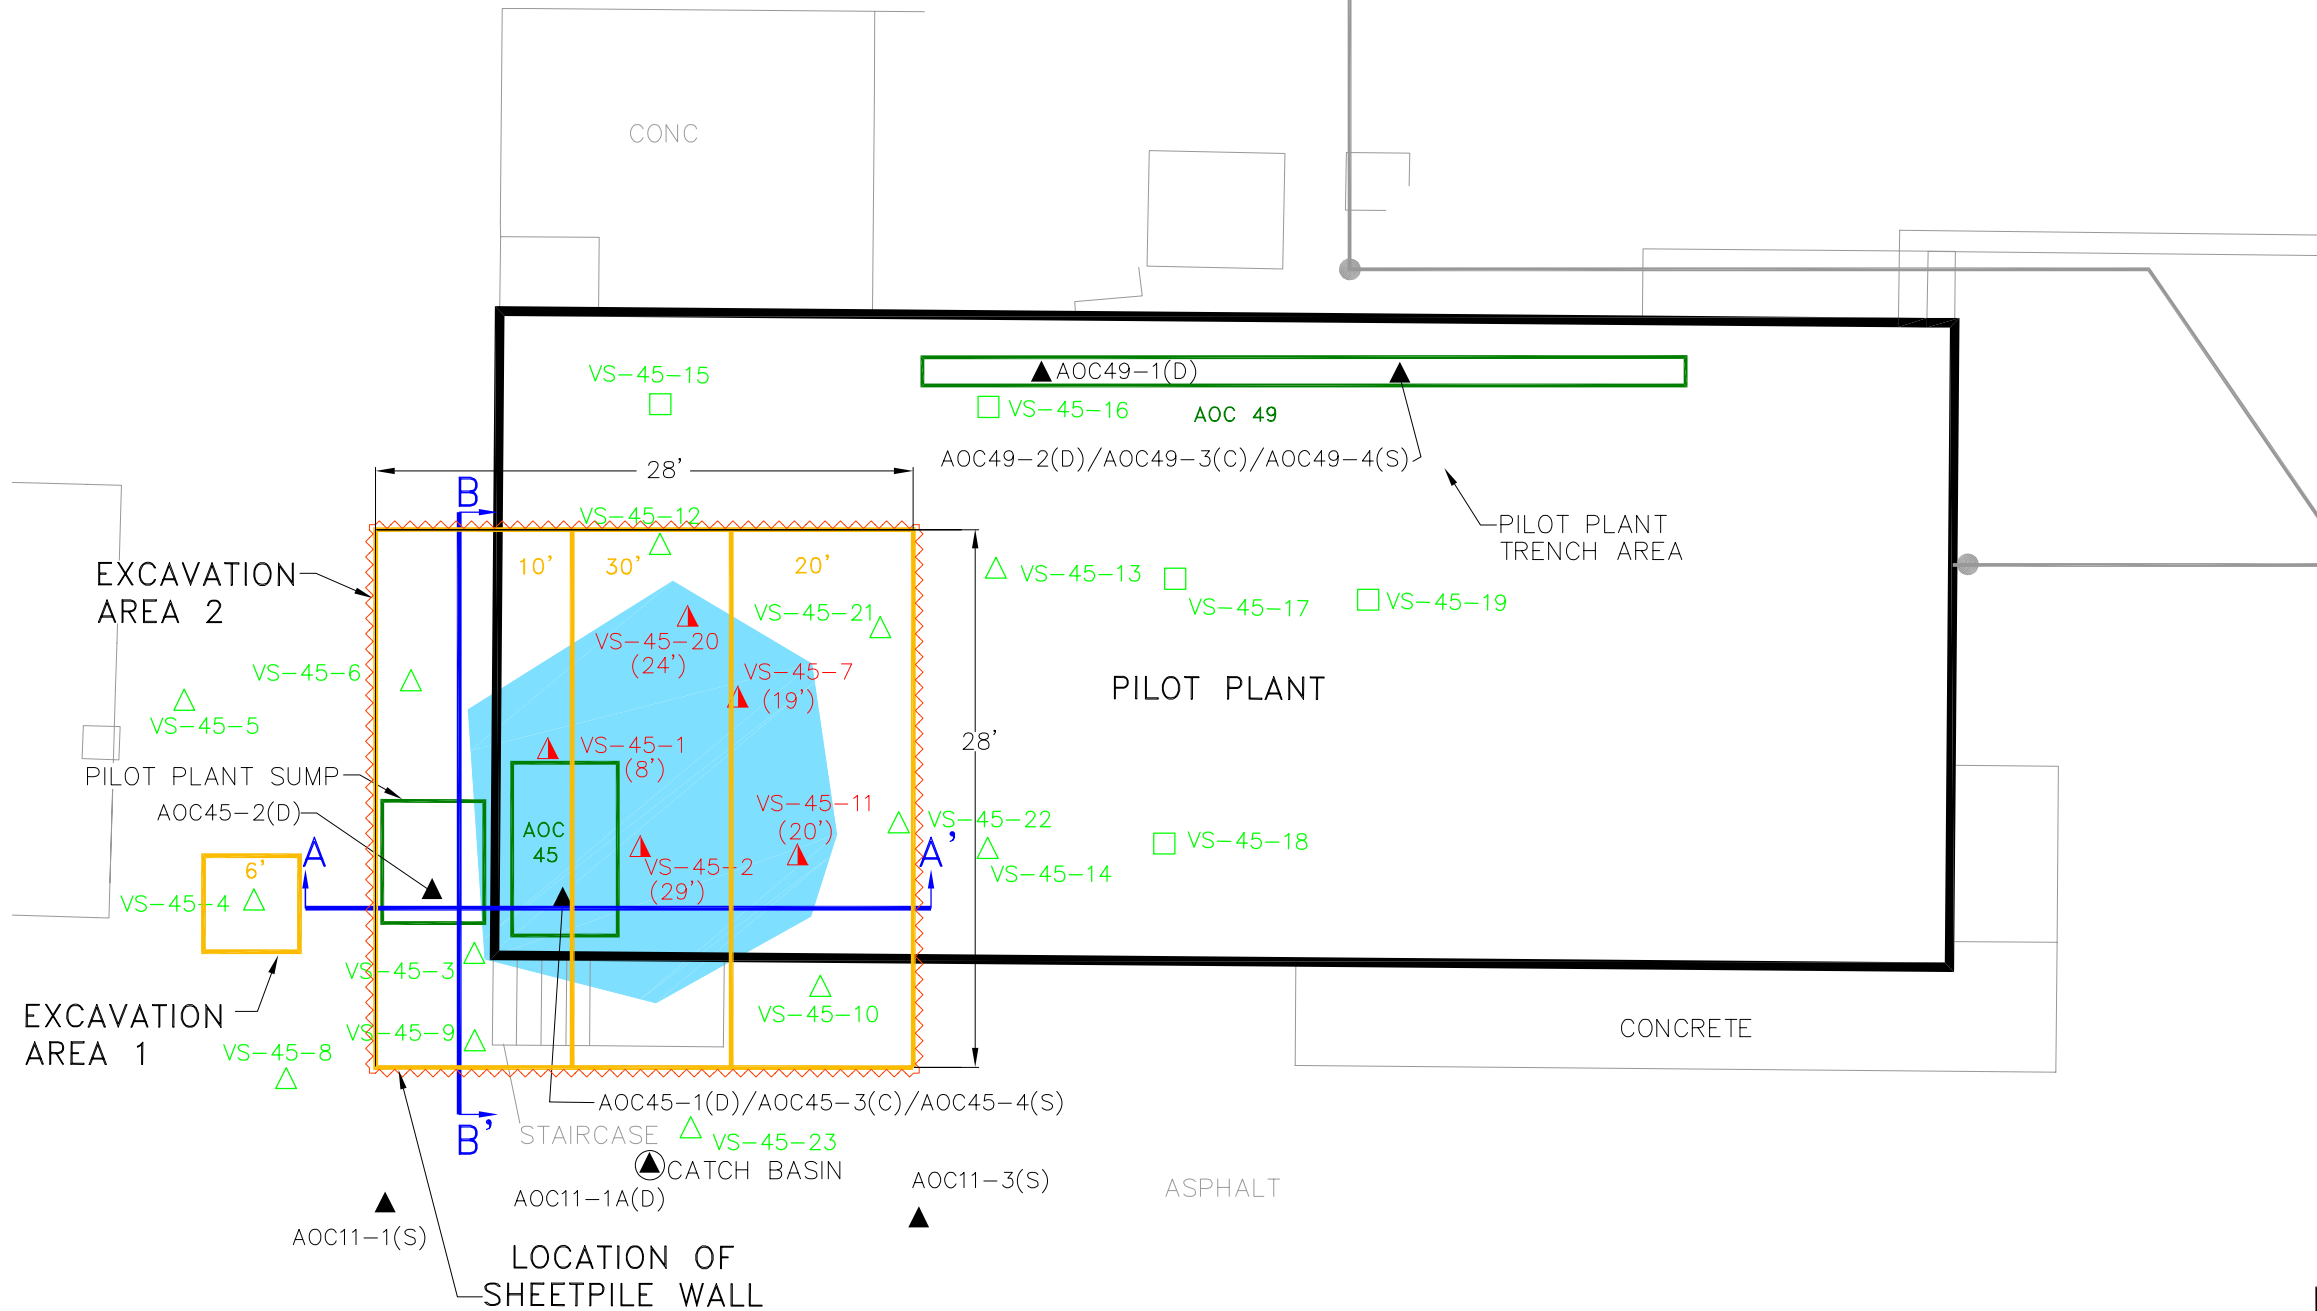 CONC
VS-45-15
AOC49-1(D)
VS-45-16
AOC 49
AOC49-2(D)/AOC49-3(C)/AOC49-4(S)
28'
B
VS-45-12
PILOT PLANT
TRENCH AREA
EXCAVATION
AREA 2
10'
30'
20'
VS-45-13
VS-45-17
VS-45-19
VS-45-21
VS-45-20
(24')
VS-45-6
VS-45-7
(19')
PILOT PLANT
VS-45-5
28'
VS-45-1
(8')
PILOT PLANT SUMP
AOC45-2(D)
VS-45-11
(20')
AOC
45
VS-45-22
VS-45-18
A
A'
6'
VS-45-2
(29')
VS-45-14
VS-45-4
VS-45-3
EXCAVATION
AREA 1
VS-45-10
VS-45-9
CONCRETE
VS-45-8
AOC45-1(D)/AOC45-3(C)/AOC45-4(S)
B'
STAIRCASE
VS-45-23
CATCH BASIN
AOC11-1A(D)
AOC11-3(S)
ASPHALT
AOC11-1(S)
LOCATION OF
SHEETPILE WALL